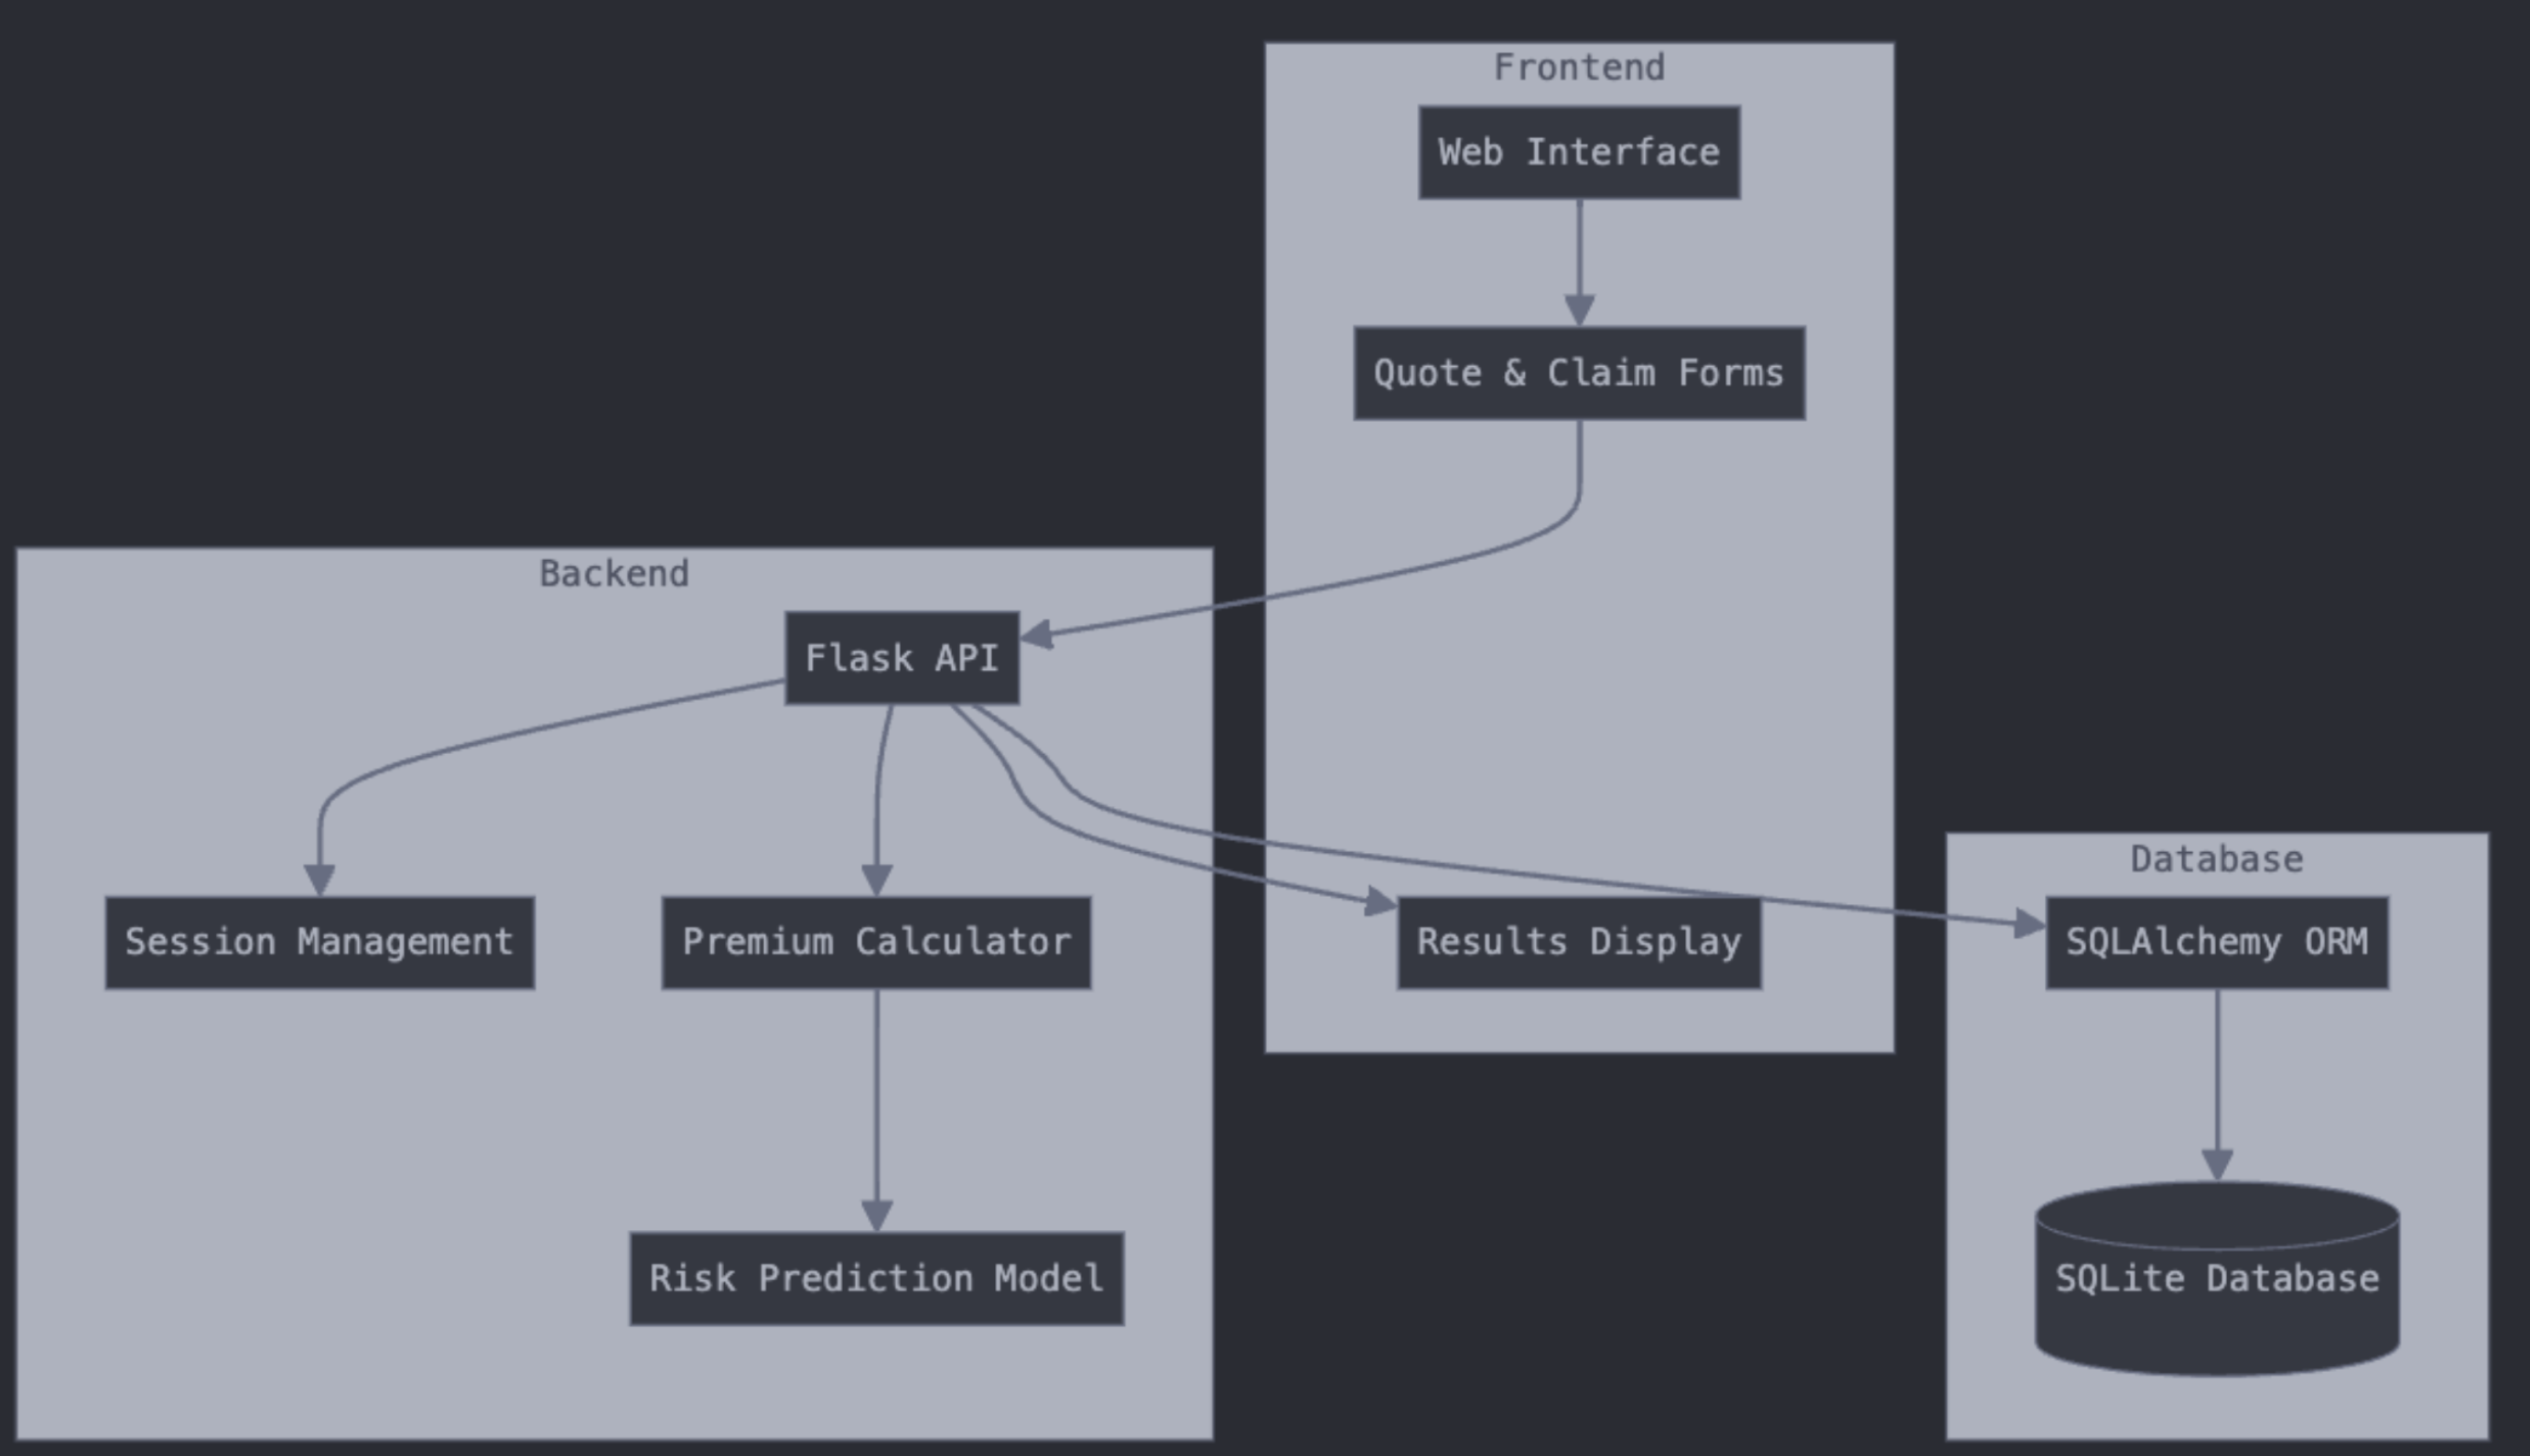 Frontend
Web Interface
Quote & Claim Forms
Backend
Flask API
Database
Session Management
Premium Calculator
Results Display
SQLAlchemy ORM
Risk Prediction Model
SQLite Database